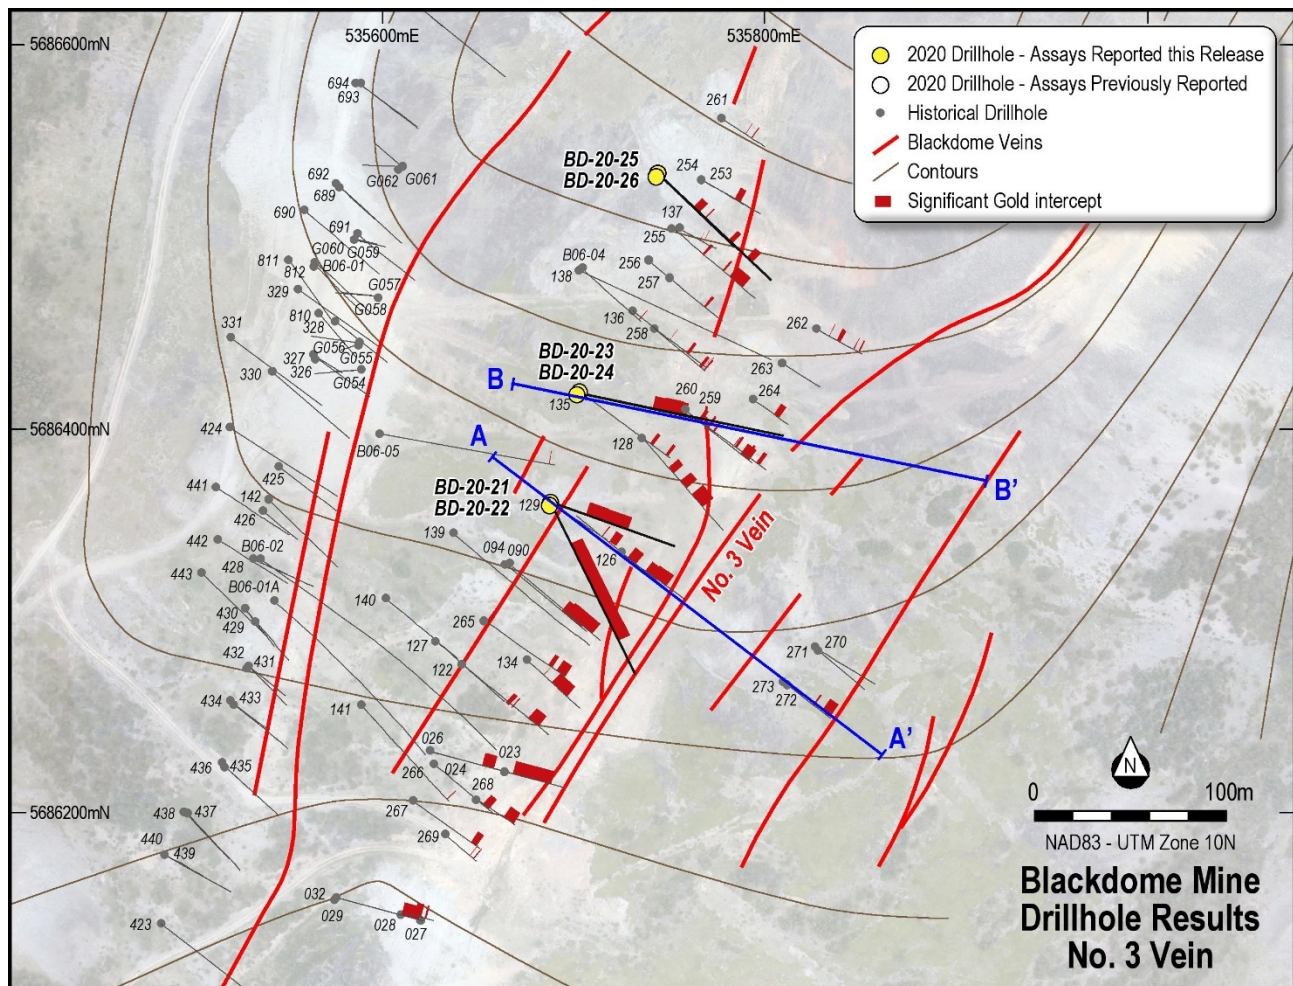 5686600mN
535600mE
535800mE
2020 Drillhole - Assays Reported this Release
2020 Drillhole - Assays Previously Reported
Historical Drillhole
Blackdome Veins
Contours
Significant Gold intercept
694
693
261
BD-20-25
BD-20-26
254
253
G062
G061
692
689
690
691
G059
G060
B06-01
137
255
811
812
B06-04
138
256
257
329
G057
G058
810
328
136
258
262
331
G056
G055
327
326
G054
330
BD-20-23
BD-20-24
263
264
B
135
260
259
5686400mN
424
A
B06-05
128
425
441
142
426
BD-20-21
BD-20-22
129
B'
139
No. 3 Vein
442
B06-02
428
094
090
126
443
B06-01A
430
429
140
265
127
270
271
432
431
122
134
273
272
434
433
141
026
023
A'
436
435
266
024
268
N
0
100m
5686200mN
438
437
267
269
NAD83 - UTM Zone 10N
440
439
Blackdome Mine
Drillhole Results
No. 3 Vein
032
029
028
027
423